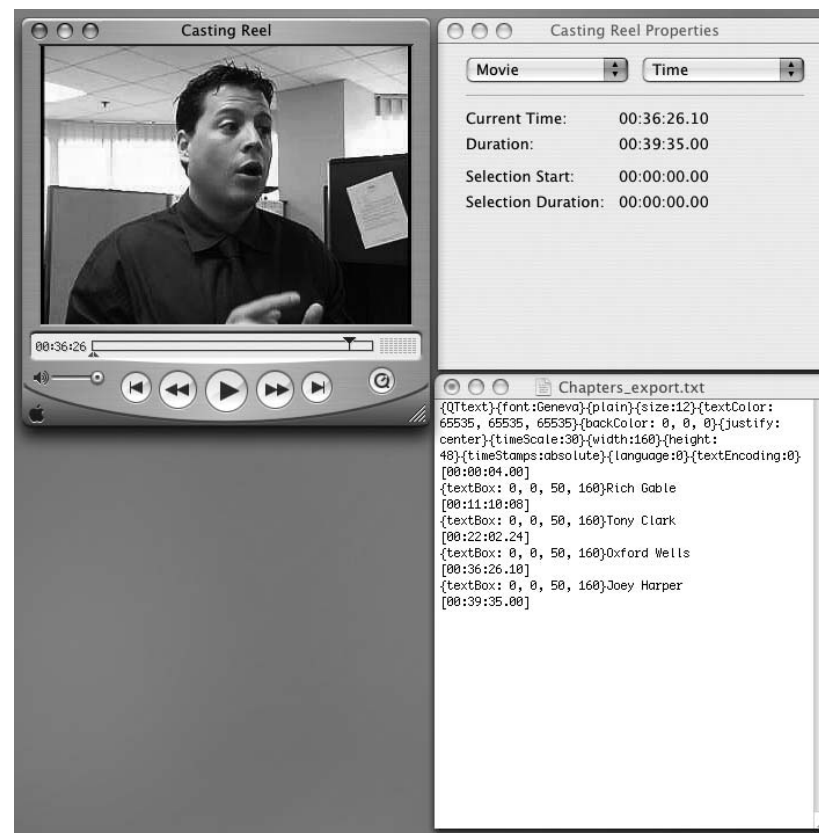 Casting Reel
00:36:26
Casting Reel Properties
Movie
Time
Current Time: 00:36:26.10
Duration: 00:39:35.00
Selection Start: 00:00:00.00
Selection Duration: 00:00:00.00
Chapters_export.txt
{QTtext}{font:Geneva}{plain}{size:12}{textColor:
65535, 65535, 65535}{backColor: 0, 0, 0}{justify:
center}{timeScale:30}{width:160}{height:
48}{timeStamps:absolute}{language:0}{textEncoding:0}
[00:00:04.00]
{textBox: 0, 0, 50, 160}Rich Gable
[00:11:10:08]
{textBox: 0, 0, 50, 160}Tony Clark
[00:22:02.24]
{textBox: 0, 0, 50, 160}Oxford Wells
[00:36:26.10]
{textBox: 0, 0, 50, 160}Joey Harper
[00:39:35.00]